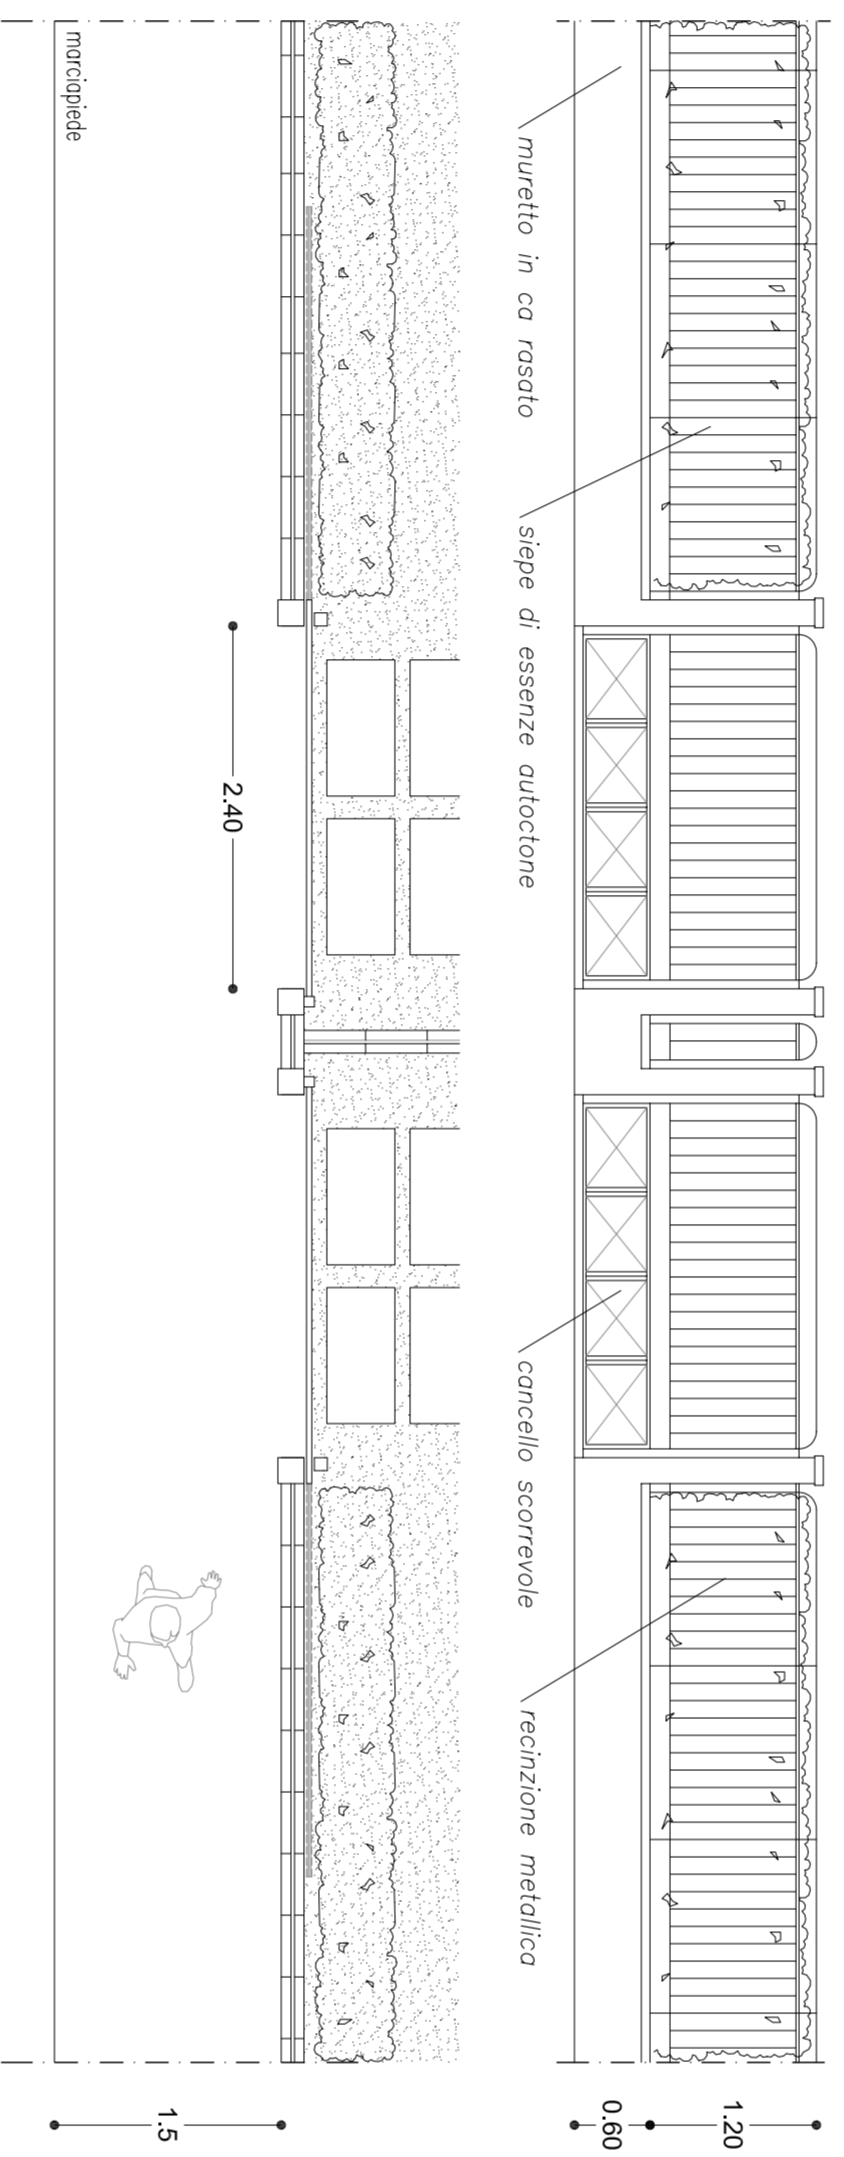 muretto in ca rasato
siepe di essenze autoctone
cancello scorrevole
recinzione metallica
1.20
0.60
2.40
1.5
marciapiede